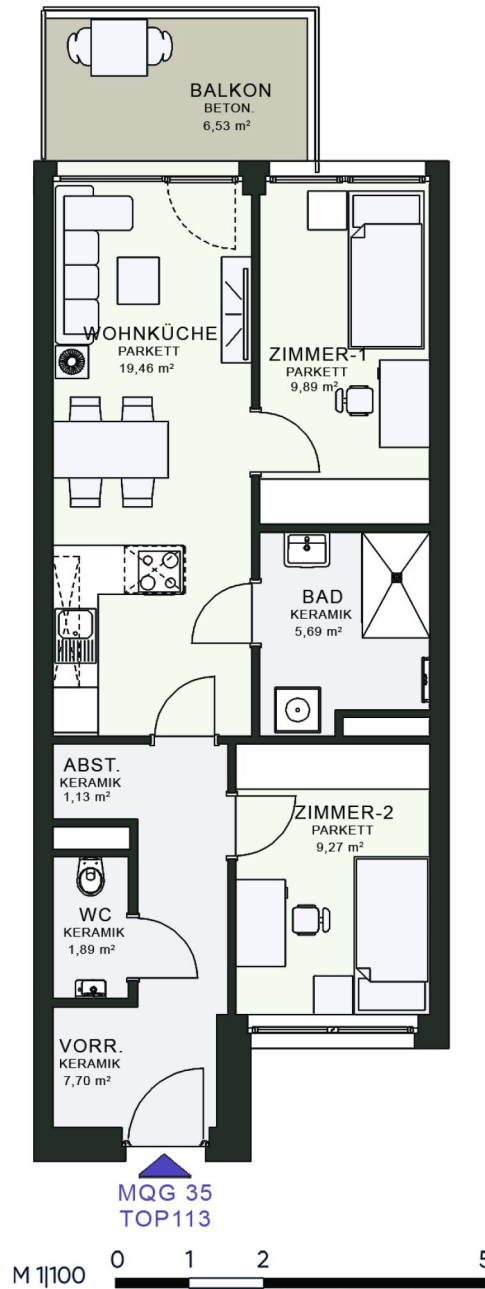 BALKON
BETON.
6,53 m²
WOHNKÜCHE
PARKETT
19,46 m²
ZIMMER-1
PARKETT
9,89 m²
BAD
KERAMIK
5,69 m²
ABST.
KERAMIK
1,13 m²
ZIMMER-2
PARKETT
9,27 m²
WC
KERAMIK
1,89 m²
VORR.
KERAMIK
7,70 m²
MQG 35
TOP113
M 1|100 0 1 2 5